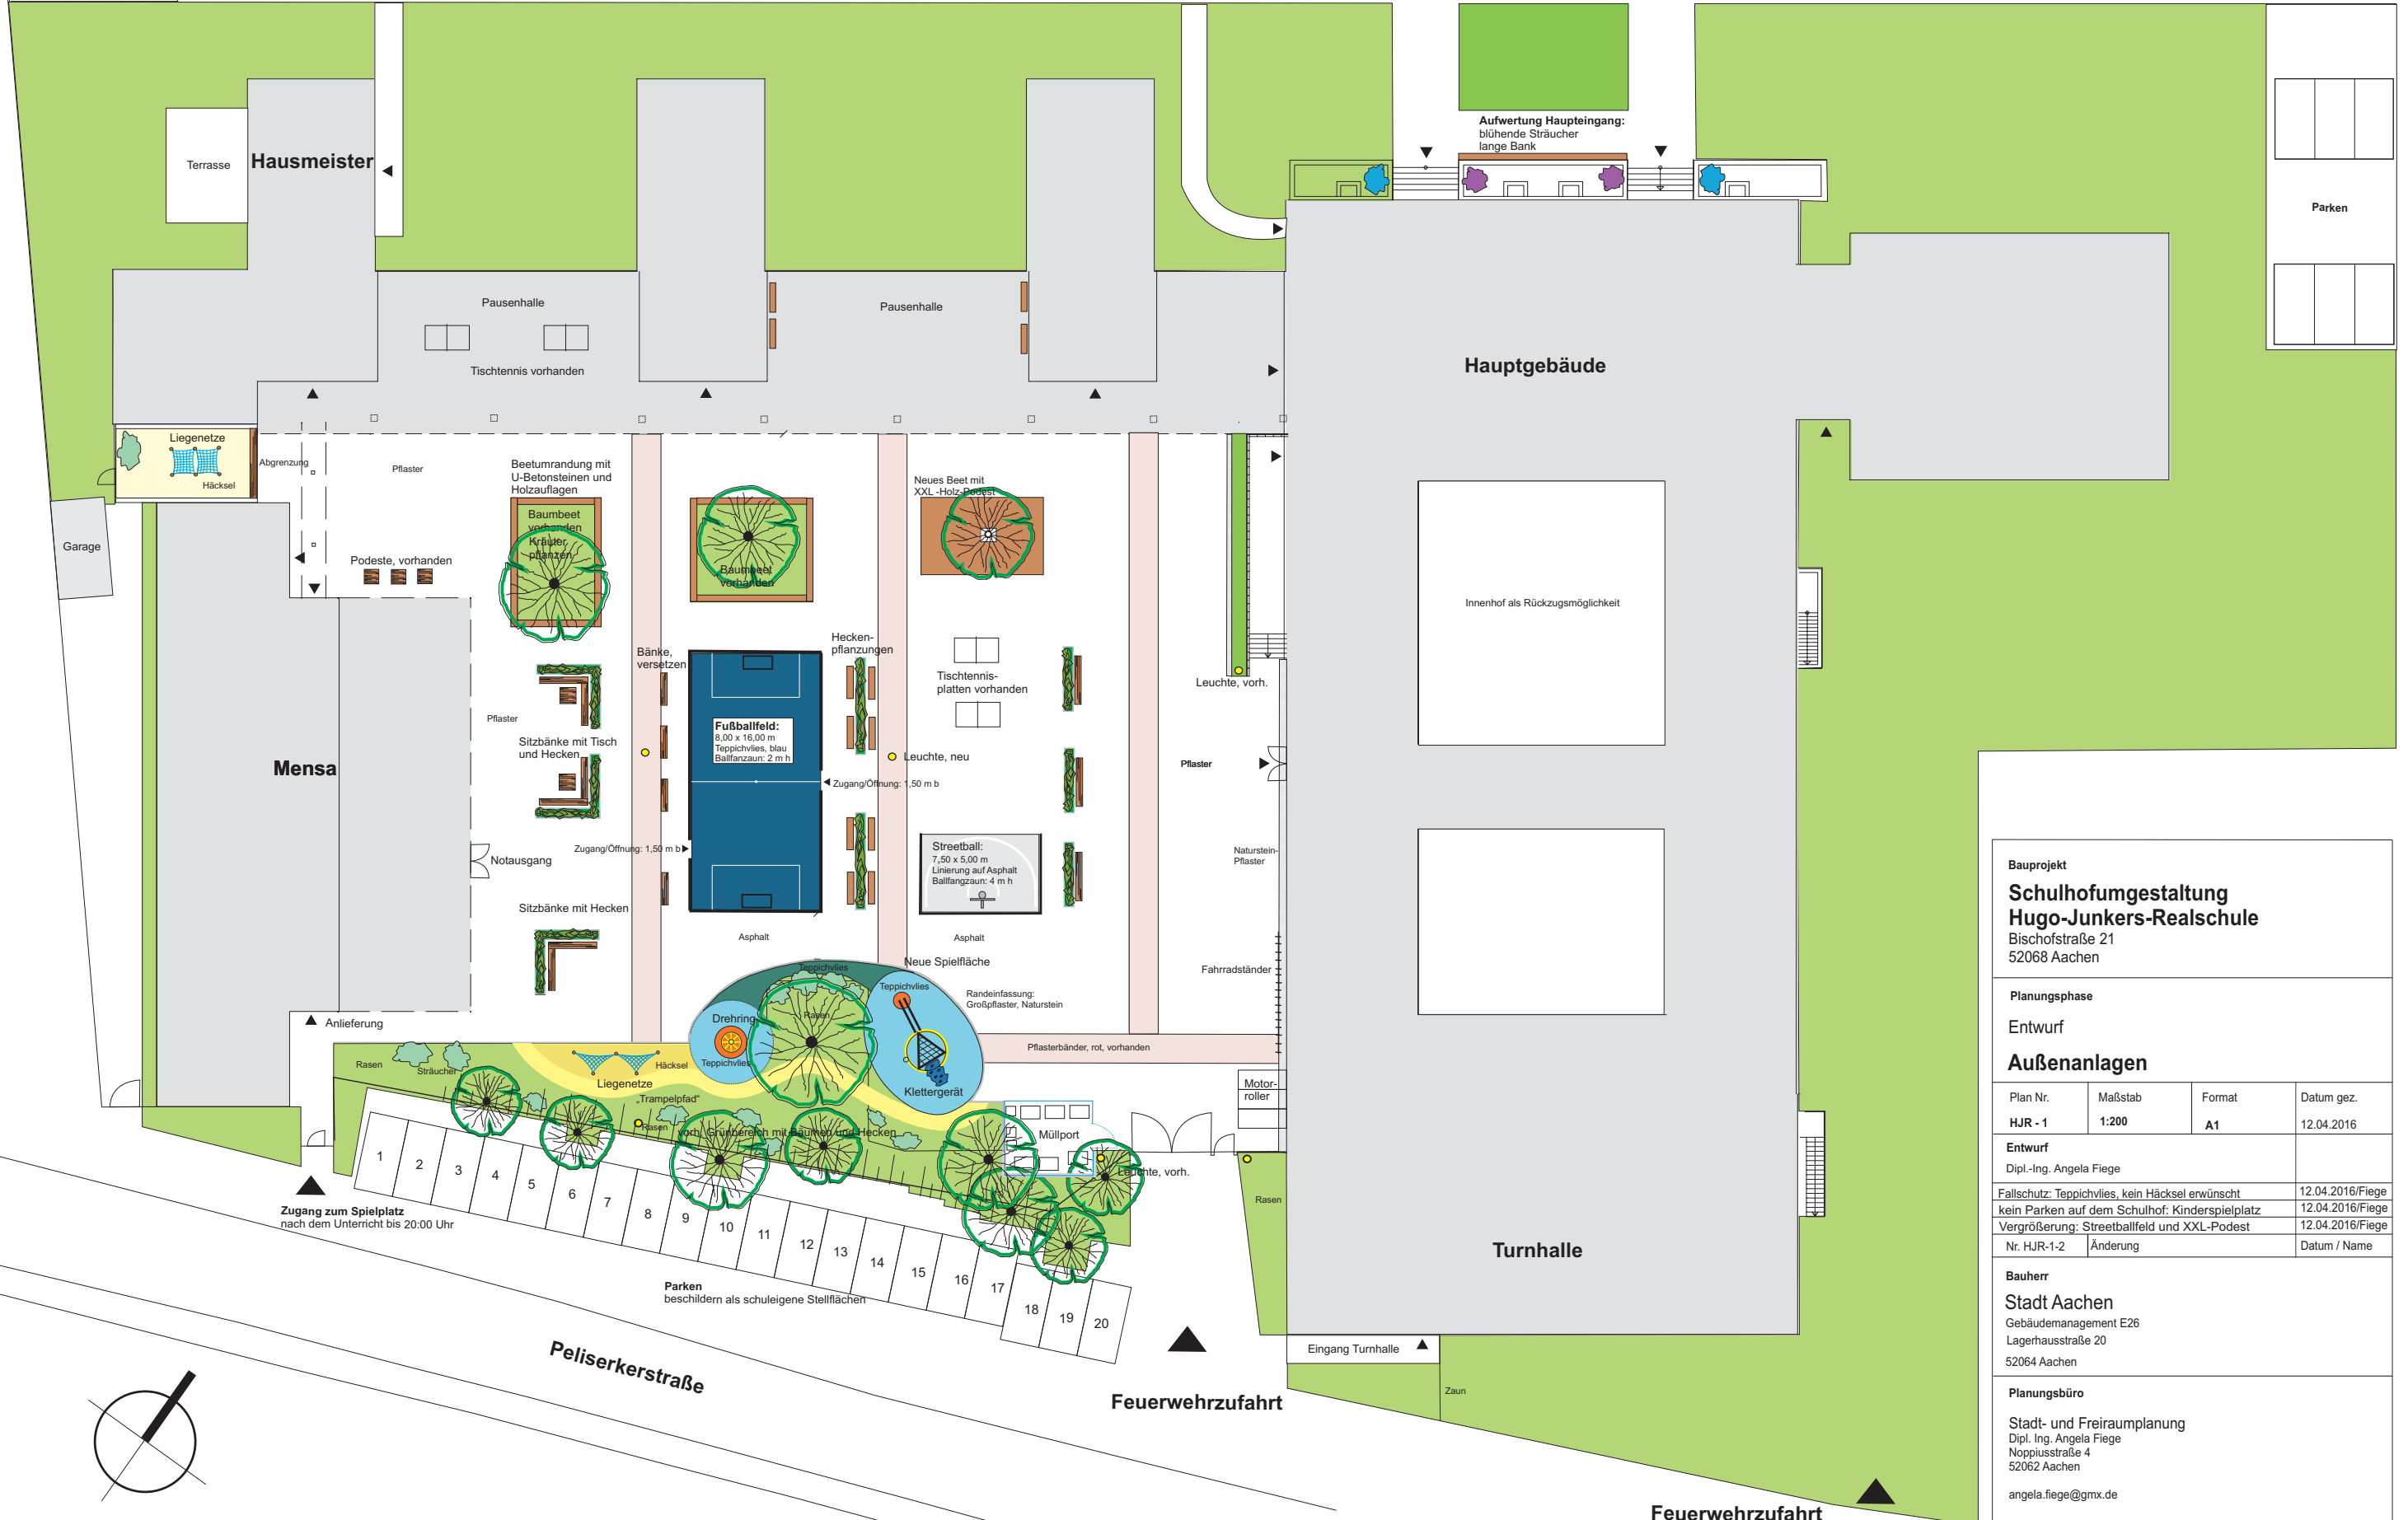 Aufwertung Haupteingang:
blühende Sträucher
lange Bank
Terrasse
Hausmeister
Parken
Pausenhalle
Pausenhalle
Tischtennis vorhanden
Hauptgebäude
Liegenetze
Häcksel
Abgrenzung
Pflaster
Beetumrandung mit
U-Betonsteinen und
Holzauflagen
Baumbeet
vorhanden
Kräuter
pflanzen
Baumbeet
vorhanden
Neues Beet mit
XXL -Holz-Podest
Garage
Podeste, vorhanden
Innenhof als Rückzugsmöglichkeit
Bänke,
versetzen
Hecken-
pflanzungen
Tischtennis-
platten vorhanden
Leuchte, vorh.
Pflaster
Sitzbänke mit Tisch
und Hecken
Fußballfeld:
8,00 x 16,00 m
Teppichvlies, blau
Ballfanzaun: 2 m h
Leuchte, neu
Pflaster
Mensa
Zugang/Öffnung: 1,50 m b
Zugang/Öffnung: 1,50 m b
Notausgang
Streetball:
7,50 x 5,00 m
Linierung auf Asphalt
Ballfangzaun: 4 m h
Naturstein-
Pflaster
Sitzbänke mit Hecken
Asphalt
Asphalt
Fahrradständer
Neue Spielfläche
Teppichvlies
Teppichvlies
Randeinfassung:
Großpflaster, Naturstein
Drehring
Rasen
Teppichvlies
Anlieferung
Pflasterbänder, rot, vorhanden
Rasen
Sträucher
Häcksel
Liegenetze
Klettergerät
„Trampelpfad"
Rasen
vorh. Grünbereich mit Bäumen und Hecken
Motor-
roller
Müllport
Leuchte, vorh.
Rasen
1
2
3
4
5
6
7
8
9
10
11
12
13
14
15
16
17
18
19
20
Zugang zum Spielplatz
nach dem Unterricht bis 20:00 Uhr
Parken
beschildern als schuleigene Stellflächen
Peliserkerstraße
Turnhalle
Eingang Turnhalle
Zaun
Feuerwehrzufahrt
Feuerwehrzufahrt
Bauprojekt
Schulhofumgestaltung
Hugo-Junkers-Realschule
Bischofstraße 21
52068 Aachen
Planungsphase
Entwurf
Außenanlagen
Plan Nr. Maßstab Format Datum gez.
HJR - 1 1:200 A1 12.04.2016
Entwurf
Dipl.-Ing. Angela Fiege
Fallschutz: Teppichvlies, kein Häcksel erwünscht 12.04.2016/Fiege
kein Parken auf dem Schulhof: Kinderspielplatz 12.04.2016/Fiege
Vergrößerung: Streetballfeld und XXL-Podest 12.04.2016/Fiege
Nr. HJR-1-2 Änderung Datum / Name
Bauherr
Stadt Aachen
Gebäudemanagement E26
Lagerhausstraße 20
52064 Aachen
Planungsbüro
Stadt- und Freiraumplanung
Dipl. Ing. Angela Fiege
Noppiusstraße 4
52062 Aachen
angela.fiege@gmx.de